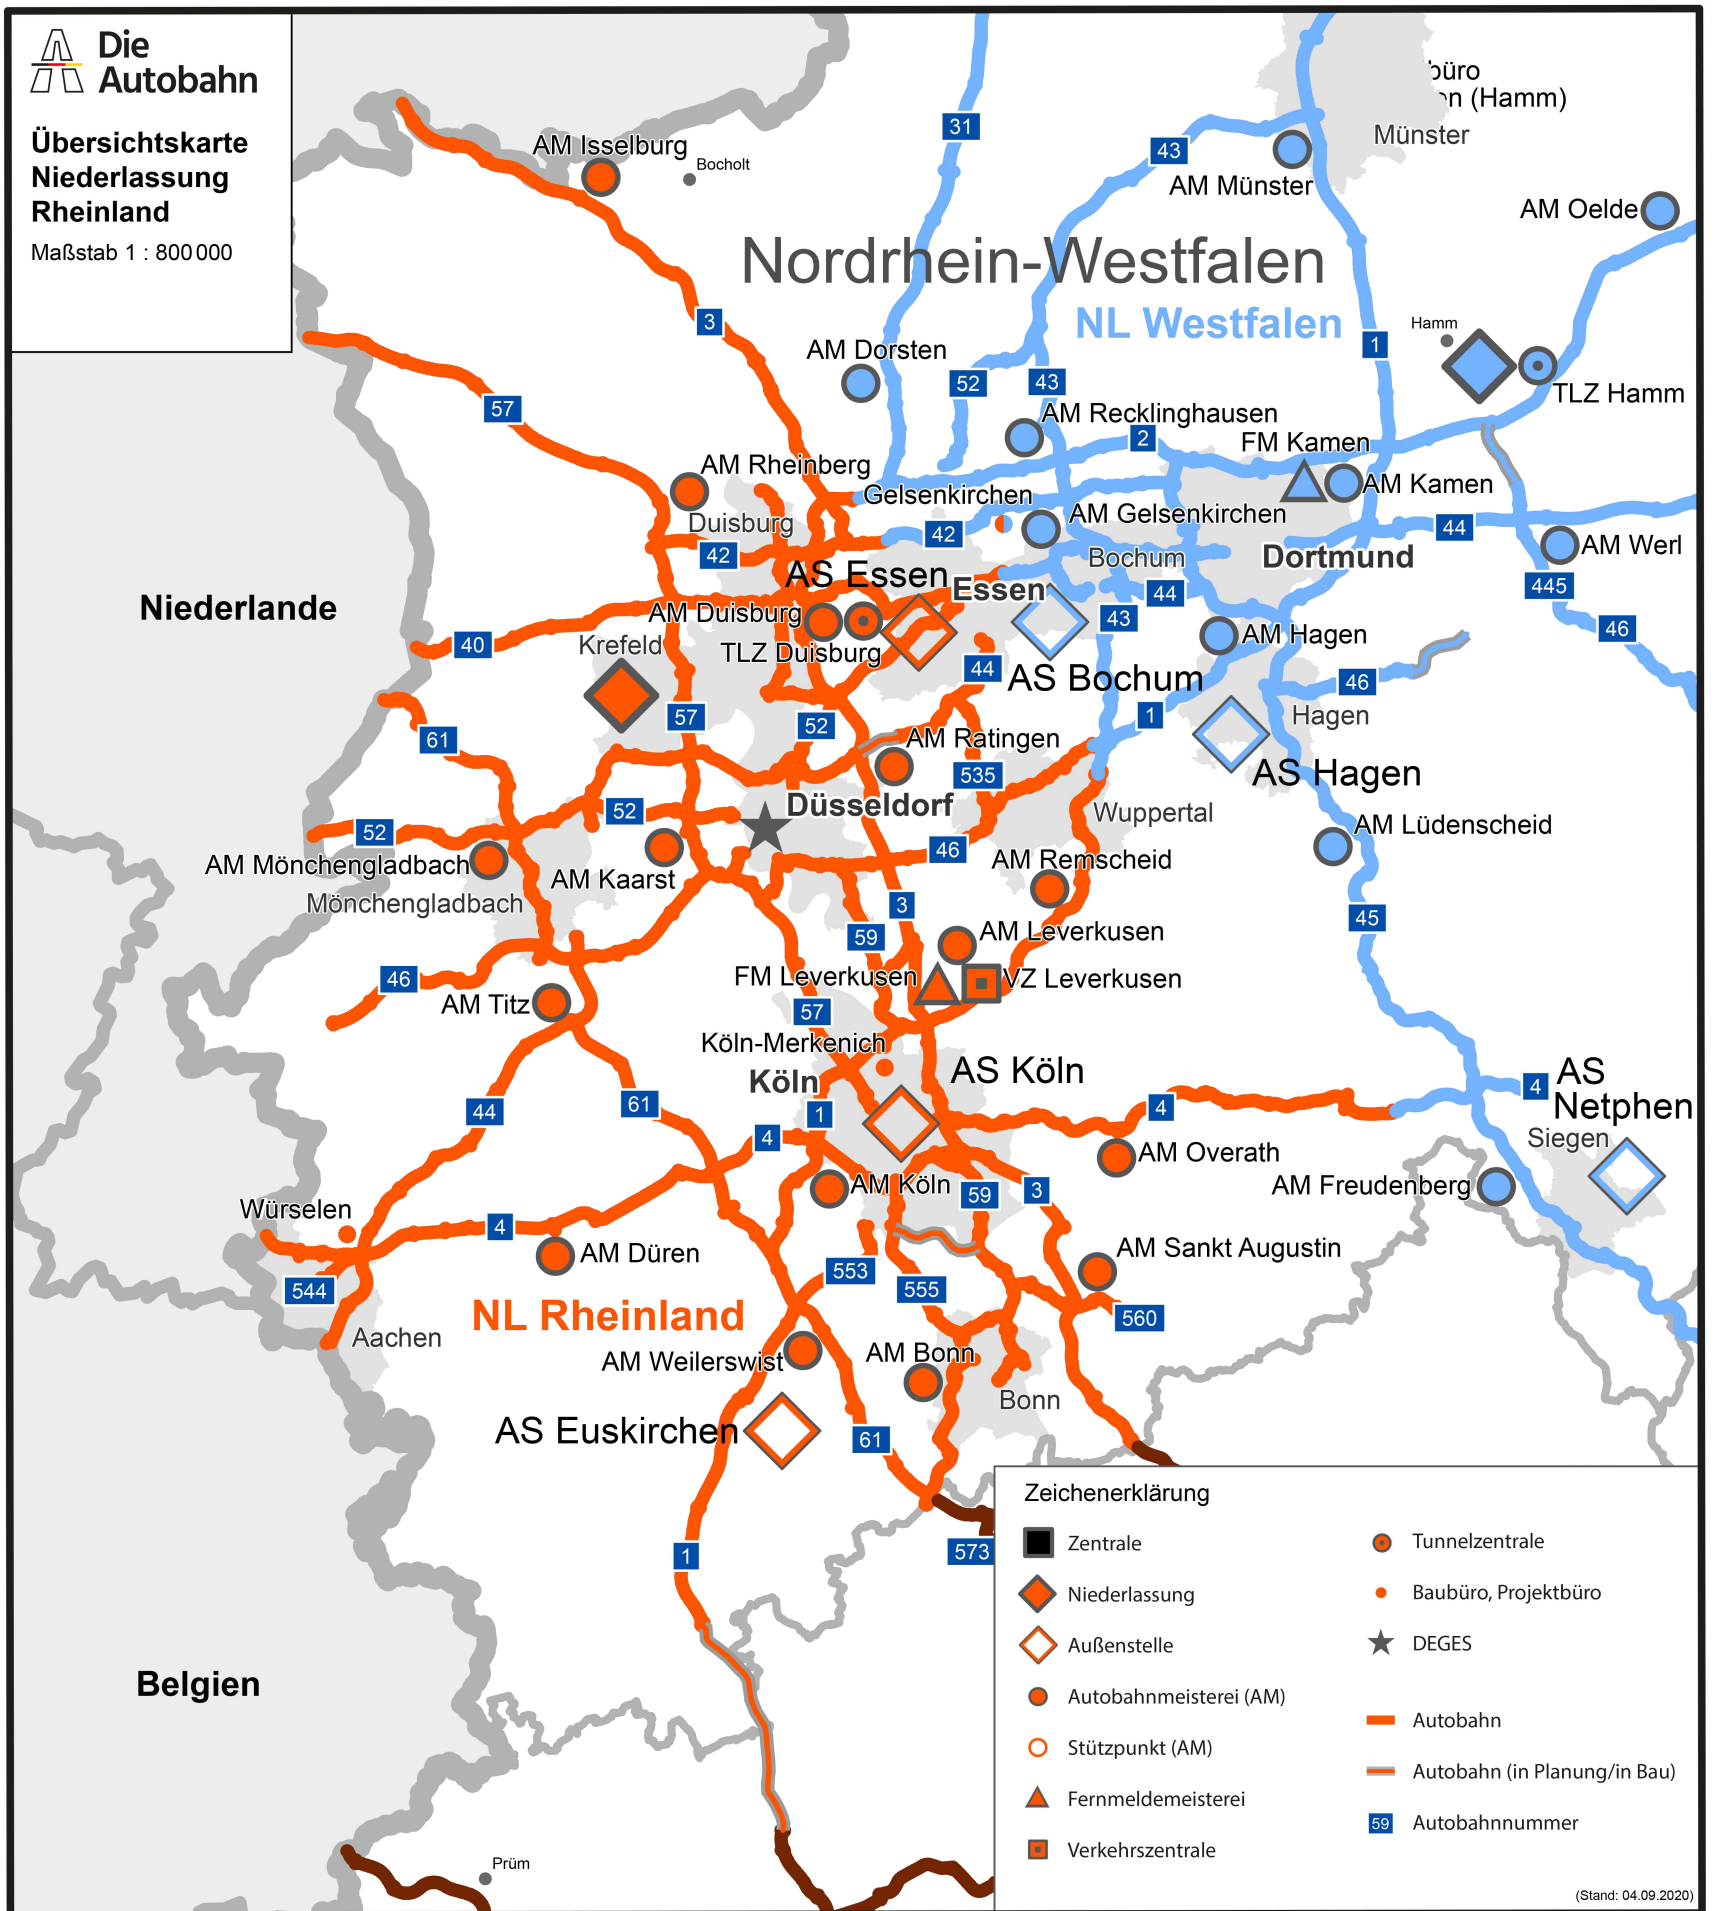 Die
Autobahn
Übersichtskarte
Niederlassung
Rheinland
Maßstab 1 : 800 000
büro
(Hamm)
Münster
31
43
AM Isselburg
Bocholt
AM Münster
AM Oelde
Nordrhein-Westfalen
NL Westfalen
3
1
Hamm
AM Dorsten
52
43
TLZ Hamm
57
AM Recklinghausen
2
FM Kamen
AM Rheinberg
AM Kamen
Gelsenkirchen
Duisburg
AM Gelsenkirchen
42
42
44
Bochum
Dortmund
AM Werl
AS Essen
Essen
44
445
Niederlande
AM Duisburg
43
46
40
Krefeld
TLZ Duisburg
AM Hagen
44
AS Bochum
46
57
52
1
Hagen
61
AM Ratingen
535
AS Hagen
Düsseldorf
52
52
Wuppertal
AM Lüdenscheid
46
AM Mönchengladbach
AM Kaarst
AM Remscheid
Mönchengladbach
3
45
59
AM Leverkusen
46
FM Leverkusen
VZ Leverkusen
AM Titz
57
Köln-Merkenich
AS Köln
Köln
4
AS
Netphen
44
61
1
4
4
Siegen
AM Overath
AM Köln
59
3
AM Freudenberg
Würselen
4
AM Düren
AM Sankt Augustin
553
544
555
NL Rheinland
560
Aachen
AM Weilerswist
AM Bonn
Bonn
AS Euskirchen
61
1
573
Belgien
Prüm
Zeichenerklärung
Zentrale
Niederlassung
Außenstelle
Autobahnmeisterei (AM)
Stützpunkt (AM)
Fernmeldemeisterei
Verkehrszentrale
Tunnelzentrale
Baubüro, Projektbüro
DEGES
Autobahn
Autobahn (in Planung/in Bau)
59
Autobahnnummer
(Stand: 04.09.2020)